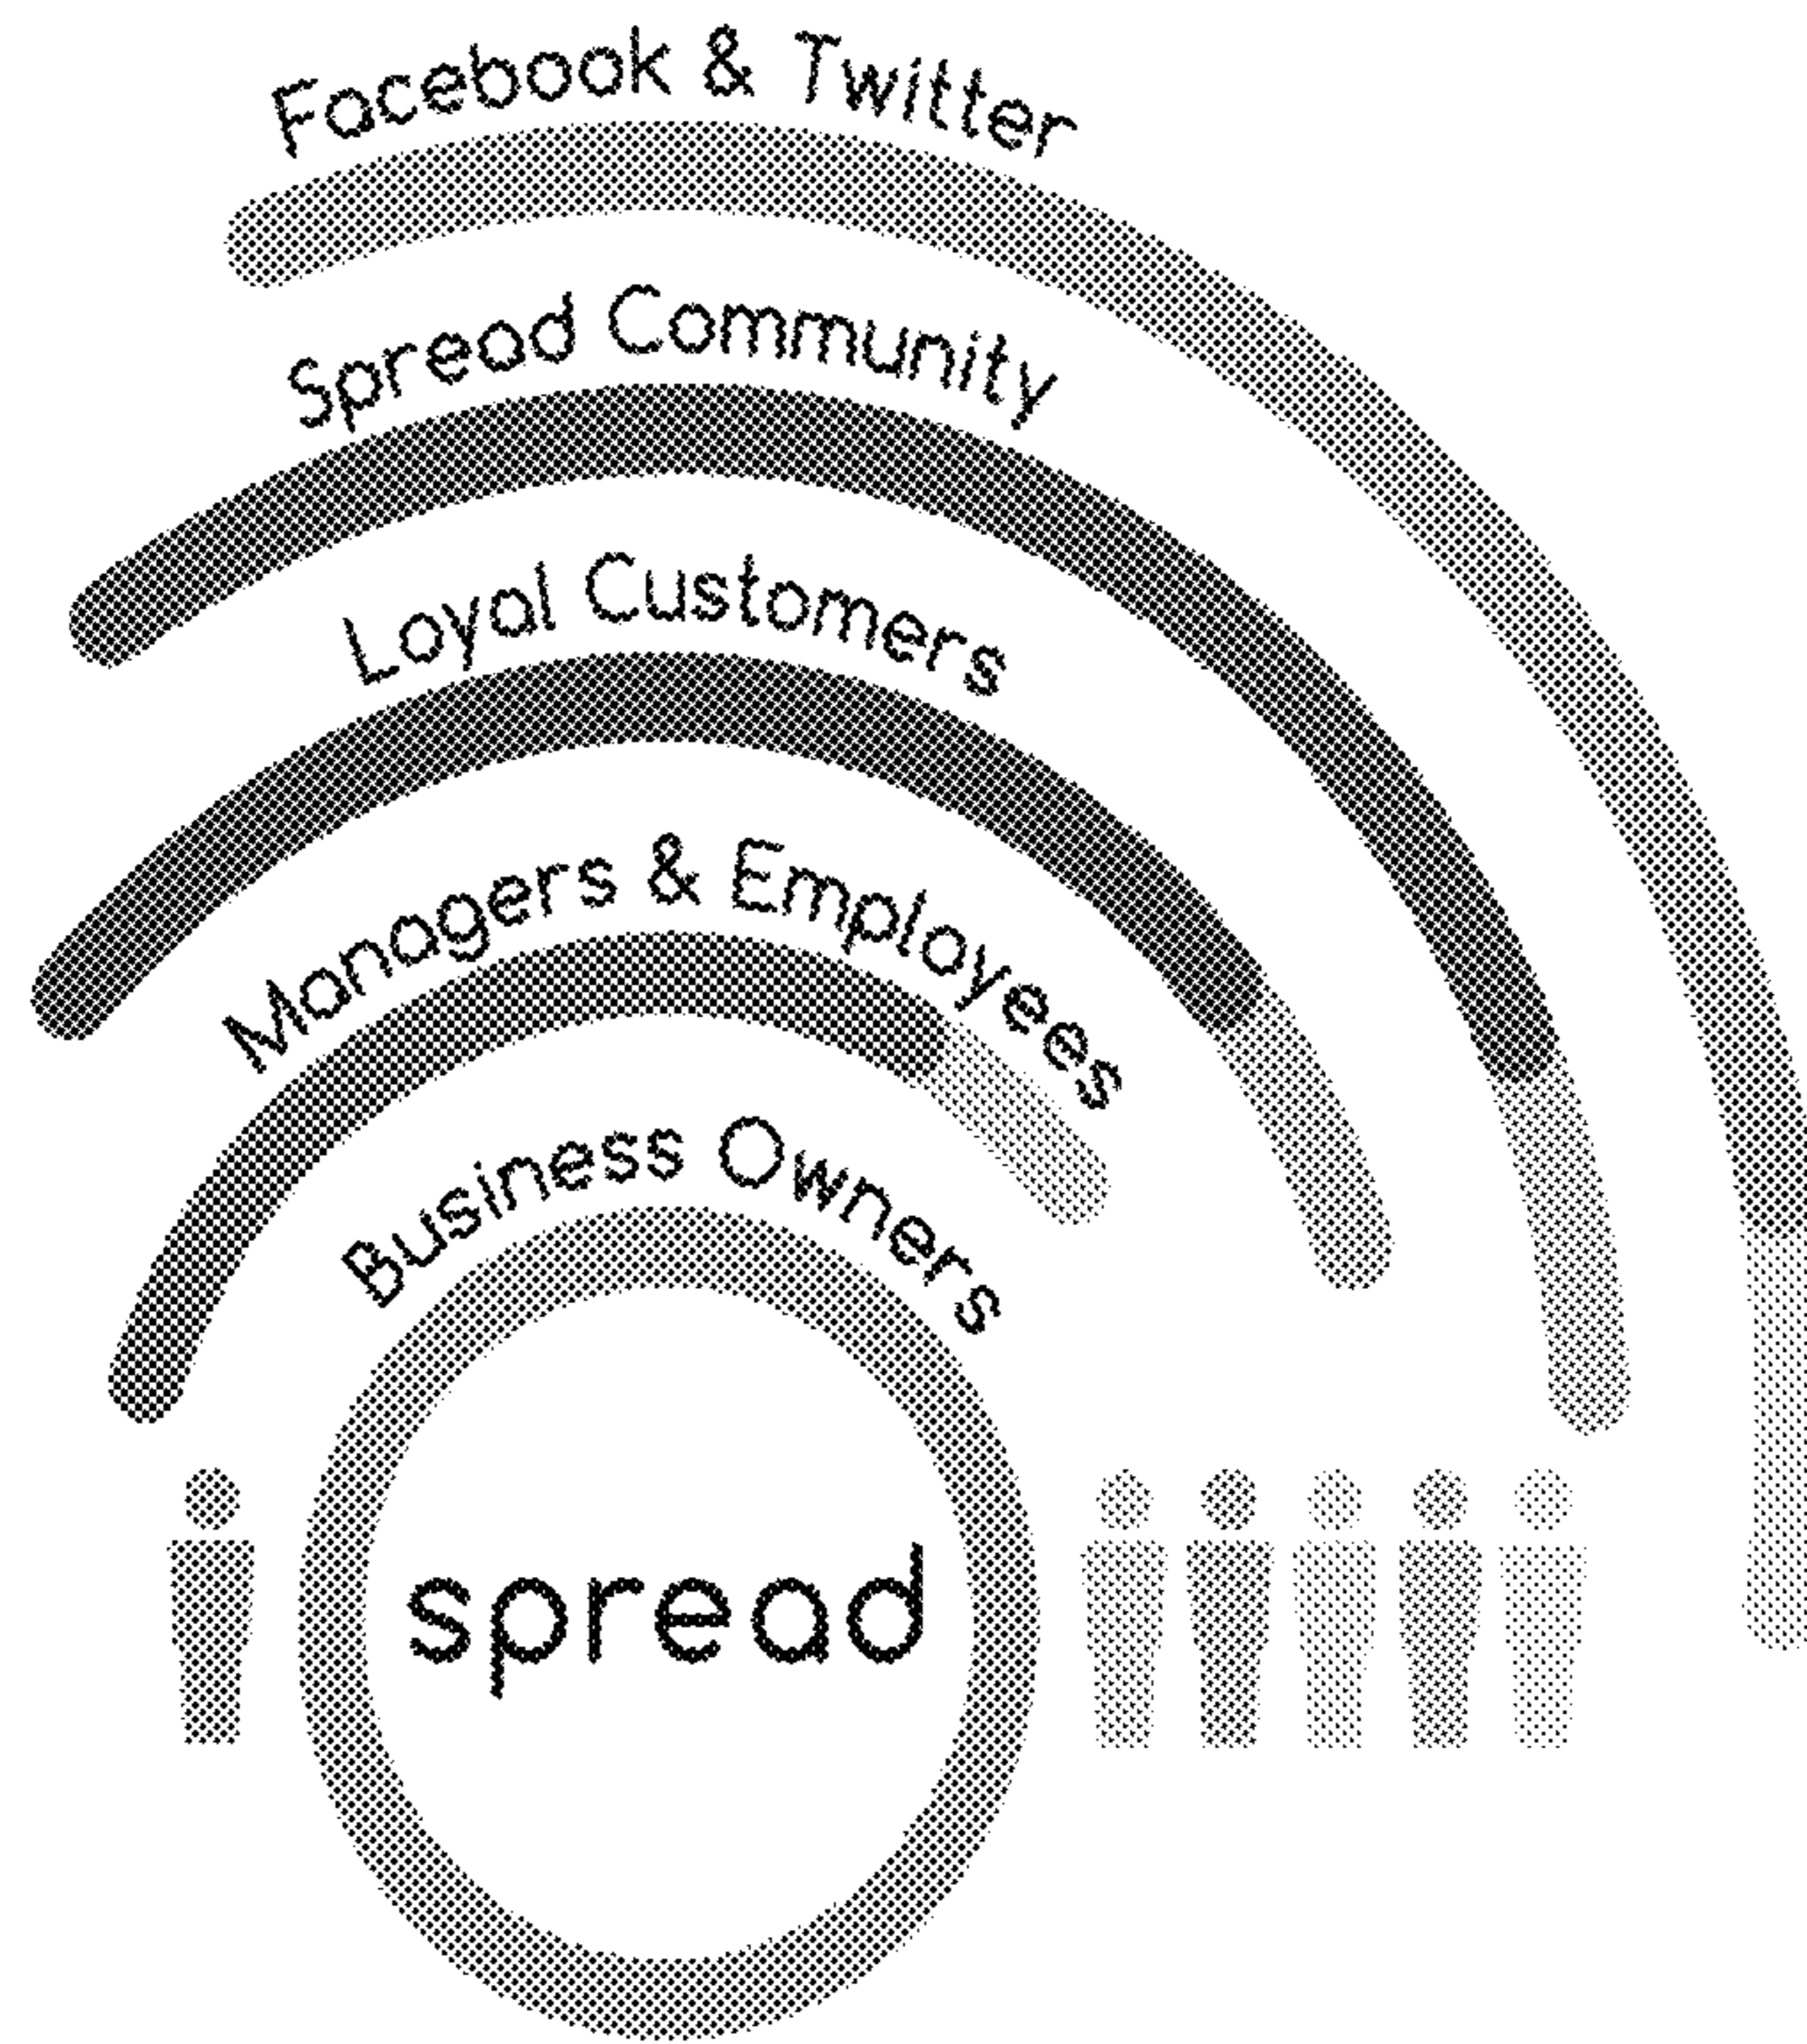 Facebook & Twitter
Spread Community
Loyal Customers
Managers & Employees
Business Owners
spread